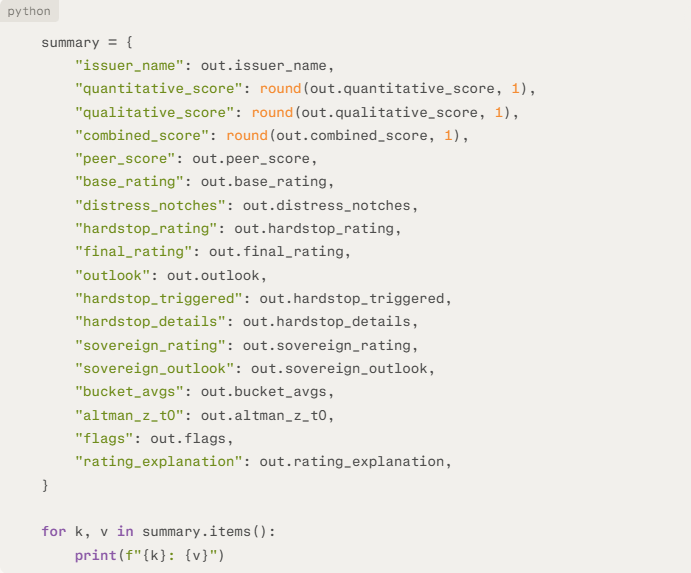 python
summary = {
"issuer_name": out.issuer_name,
"quantitative_score": round(out.quantitative_score, 1),
"qualitative_score": round(out.qualitative_score, 1),
"combined_score": round(out.combined_score, 1),
"peer_score": out.peer_score,
"base_rating": out.base_rating,
"distress_notches": out.distress_notches,
"hardstop_rating": out.hardstop_rating,
"final_rating": out.final_rating,
"outlook": out.outlook,
"hardstop_triggered": out.hardstop_triggered,
"hardstop_details": out.hardstop_details,
"sovereign_rating": out.sovereign_rating,
"sovereign_outlook": out.sovereign_outlook,
"bucket_avgs": out.bucket_avgs,
"altman_z_t0": out.altman_z_t0,
"flags": out.flags,
"rating_explanation": out.rating_explanation,
}
for k, v in summary.items():
print(f"{k}: {v}")